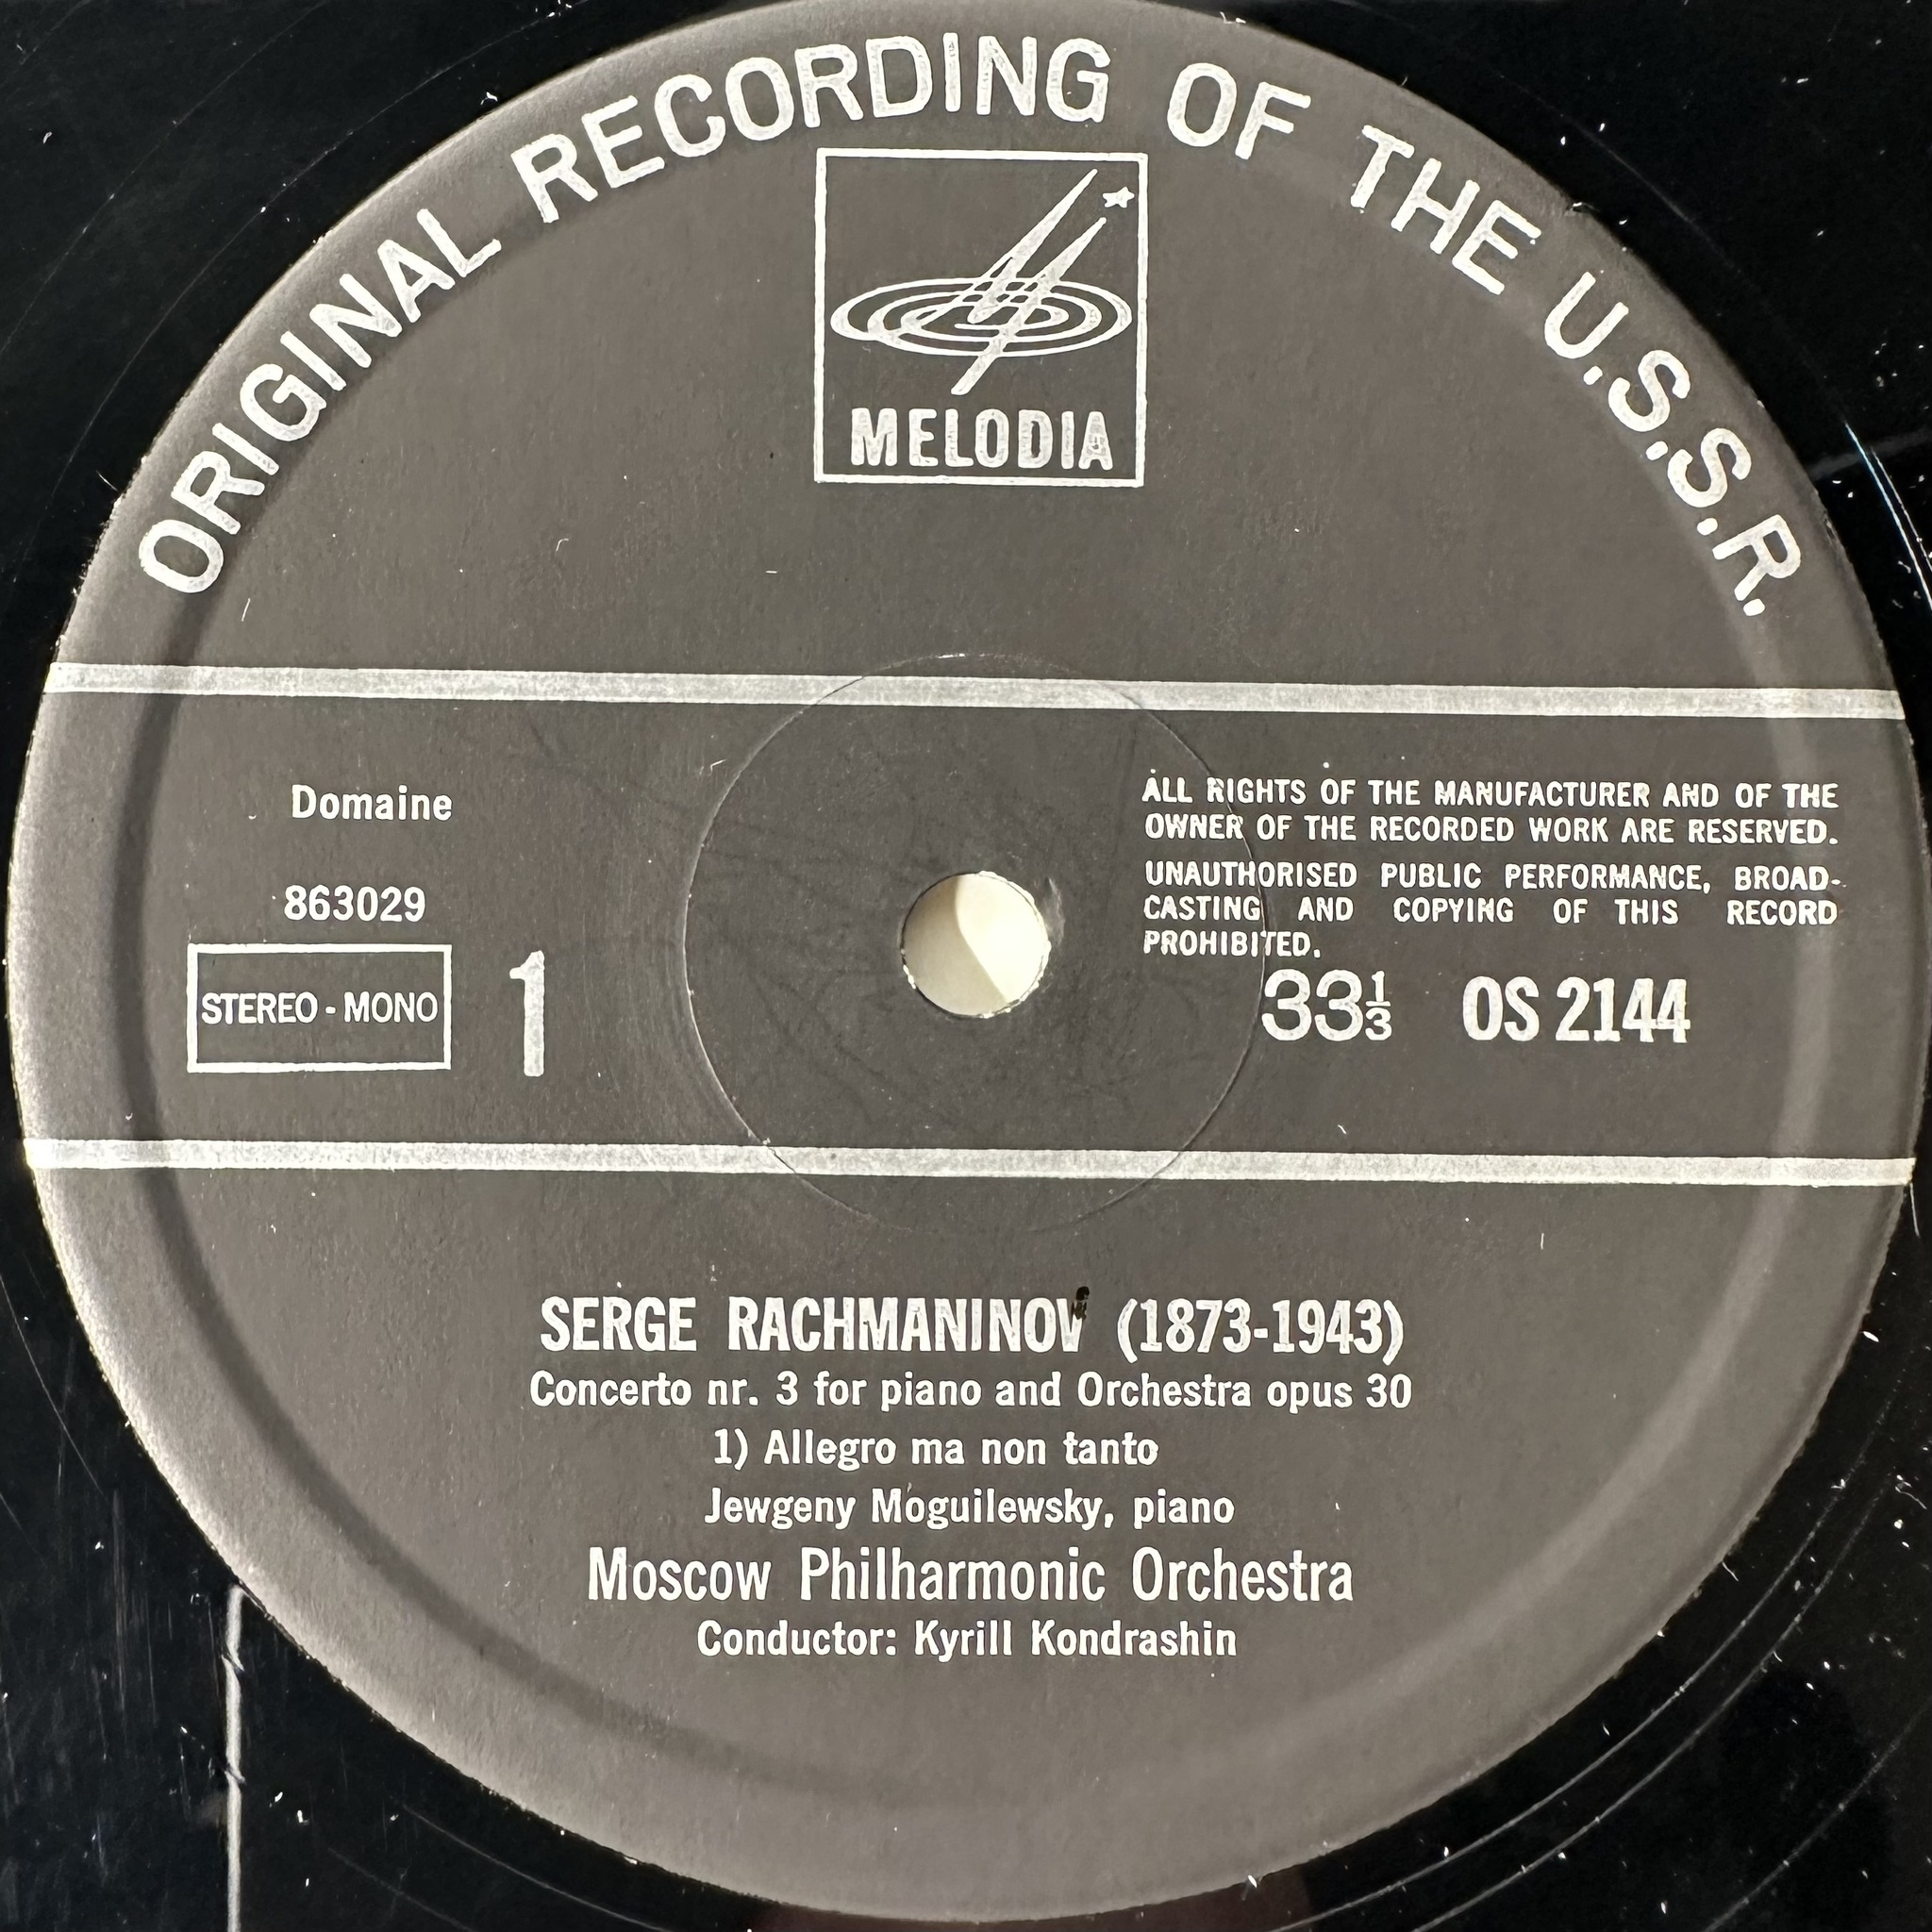 ORIGINAL RECORDING OF THE U.S.S.R.
MELODIA
Domaine
863029
STEREO - MONO
1
ALL RIGHTS OF THE MANUFACTURER AND OF THE
OWNER OF THE RECORDED WORK ARE RESERVED.
UNAUTHORISED PUBLIC PERFORMANCE, BROAD-
CASTING AND COPYING OF THIS RECORD
PROHIBITED.
33⅓ OS 2144
SERGE RACHMANINOV (1873-1943)
Concerto nr. 3 for piano and Orchestra opus 30
1) Allegro ma non tanto
Jewgeny Moguilewsky, piano
Moscow Philharmonic Orchestra
Conductor: Kyrill Kondrashin